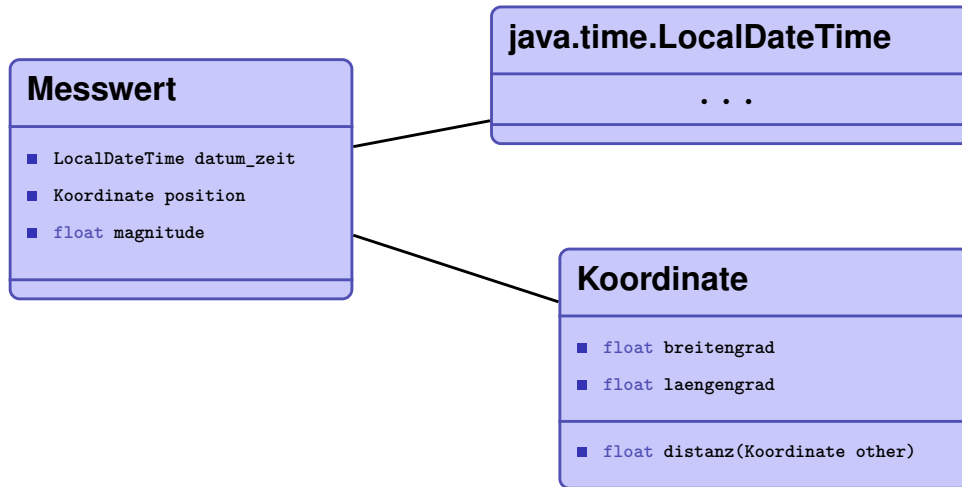 Messwert
LocalDateTime datum_zeit
Koordinate position
float magnitude
java.time.LocalDateTime
. . .
Koordinate
float breitengrad
float laengengrad
float distanz(Koordinate other)